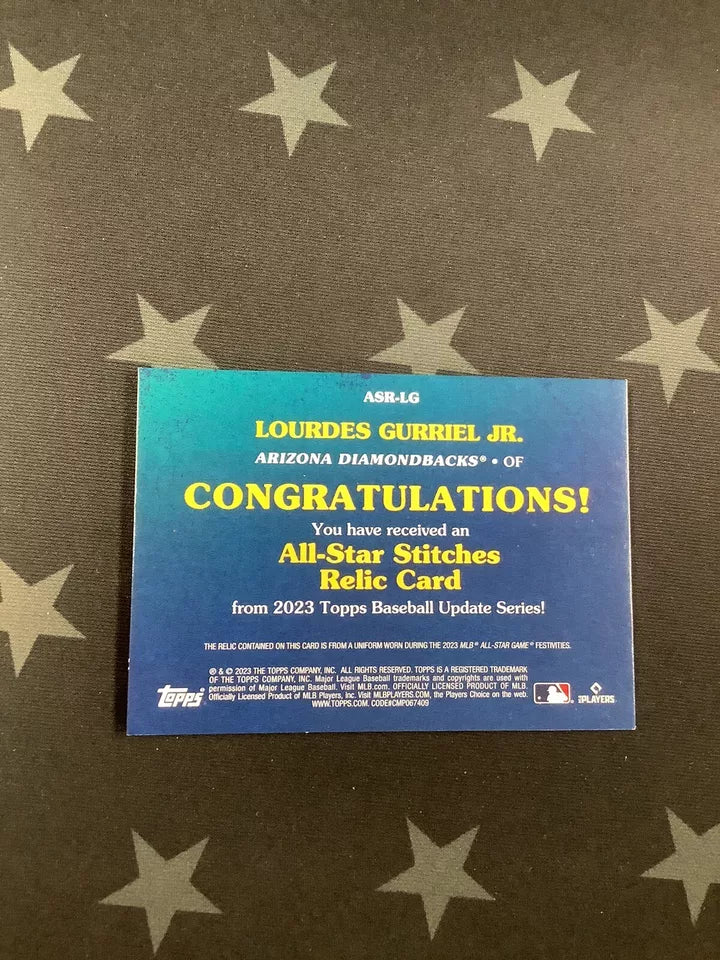 ASR-LG
LOURDES GURRIEL JR.
ARIZONA DIAMONDBACKS® • OF
CONGRATULATIONS!
You have received an
All-Star Stitches
Relic Card
from 2023 Topps Baseball Update Series!
THE RELIC CONTAINED ON THIS CARD IS FROM A UNIFORM WORN DURING THE 2023 MLB® ALL-STAR GAME® FESTIVITIES.
® & © 2023 THE TOPPS COMPANY, INC. ALL RIGHTS RESERVED. TOPPS IS A REGISTERED TRADEMARK
OF THE TOPPS COMPANY, INC. Major League Baseball trademarks and copyrights are used with
permission of Major League Baseball. Visit MLB.com. OFFICIALLY LICENSED PRODUCT OF MLB.
Officially Licensed Product of MLB Players, Inc. Visit MLBPLAYERS.COM, the Players Choice on the web.
WWW.TOPPS.COM. CODE#CMP067409
topps
PLAYERS